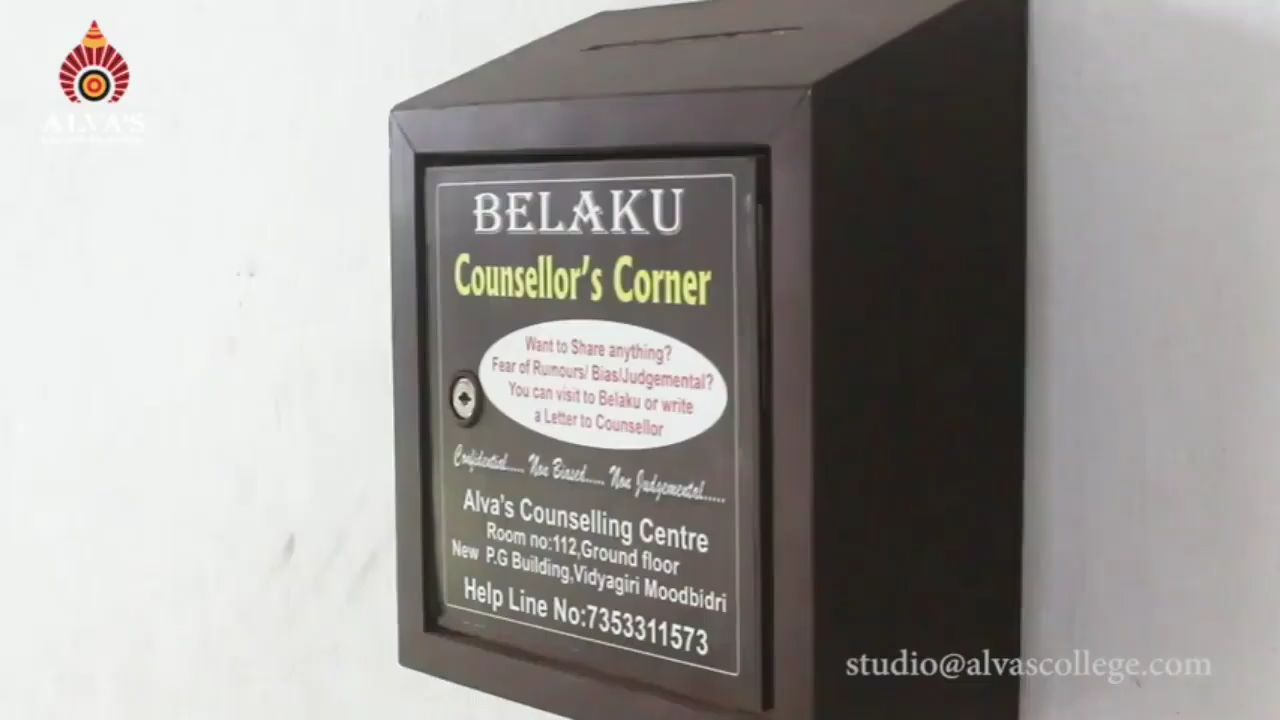 ALVA'S
BELAKU
Counsellor's Corner
Want to Share anything?
Fear of Rumours/ Bias/Judgemental?
You can visit to Belaku or write
a Letter to Counsellor
Confidential..... Non Biased..... Non Judgemental.....
Alva's Counselling Centre
Room no:112,Ground floor
New P.G Building,Vidyagiri Moodbidri
Help Line No:7353311573
studio@alvascollege.com